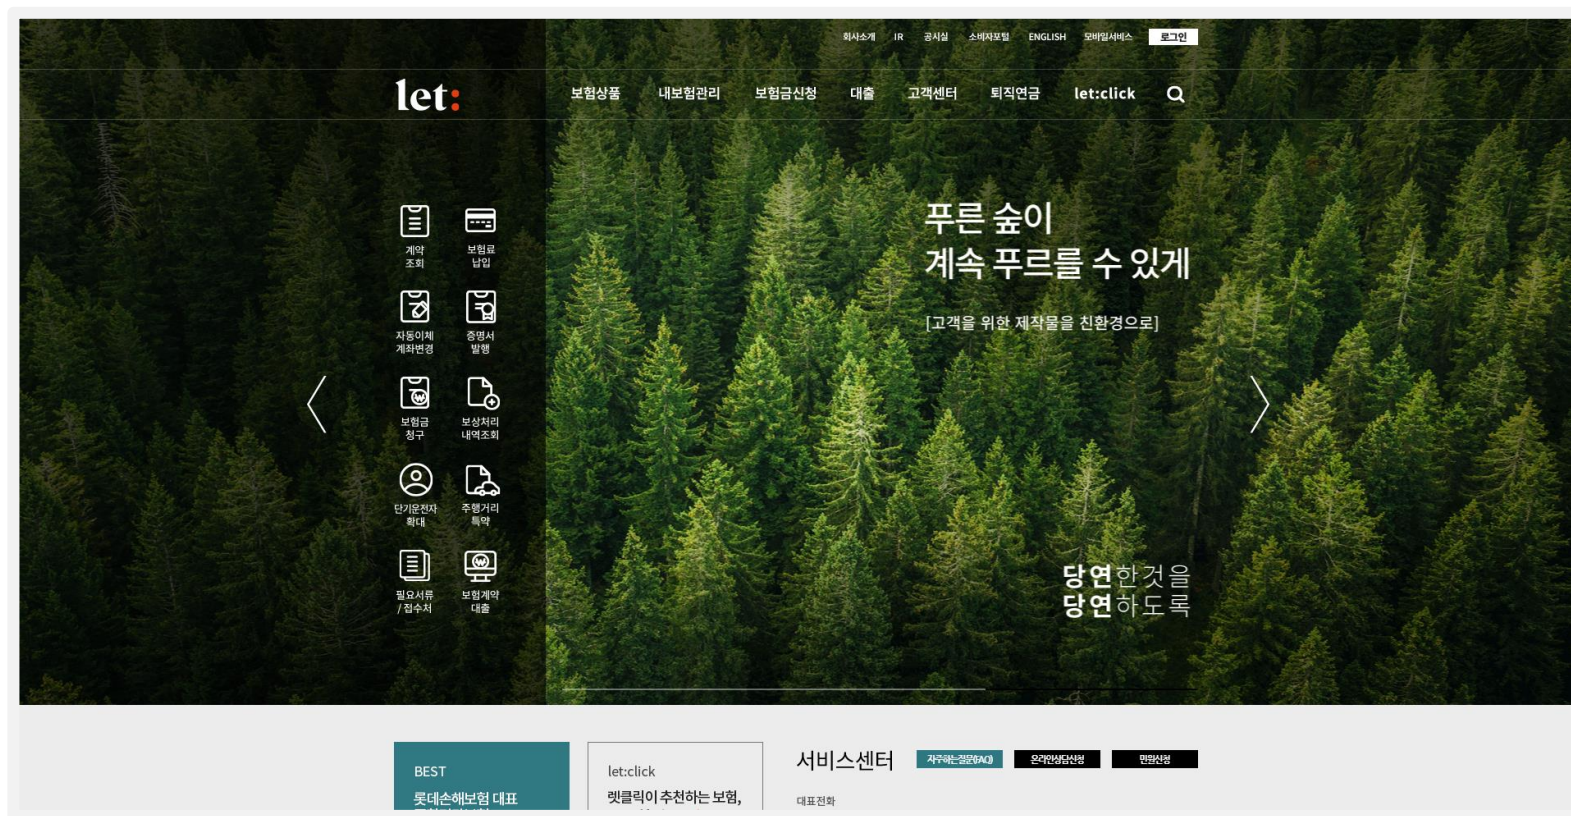 회사소개 IR 공시실 소비자포털 ENGLISH 모바일서비스 로그인
let:
보험상품 내보험관리 보험금신청 대출 고객센터 퇴직연금 let:click
계약
조회
보험료
납입
자동이체
계좌변경
증명서
발행
보험금
청구
보상처리
내역조회
단기운전자
확대
주행거리
특약
필요서류
/ 접수처
보험계약
대출
푸른 숲이
계속 푸르를 수 있게
[고객을 위한 제작물을 친환경으로]
당연한것을
당연하도록
BEST
롯데손해보험 대표
let:click
렛클릭이 추천하는 보험,
서비스센터
자주하는질문(FAQ) 온라인상담신청 민원신청
대표전화